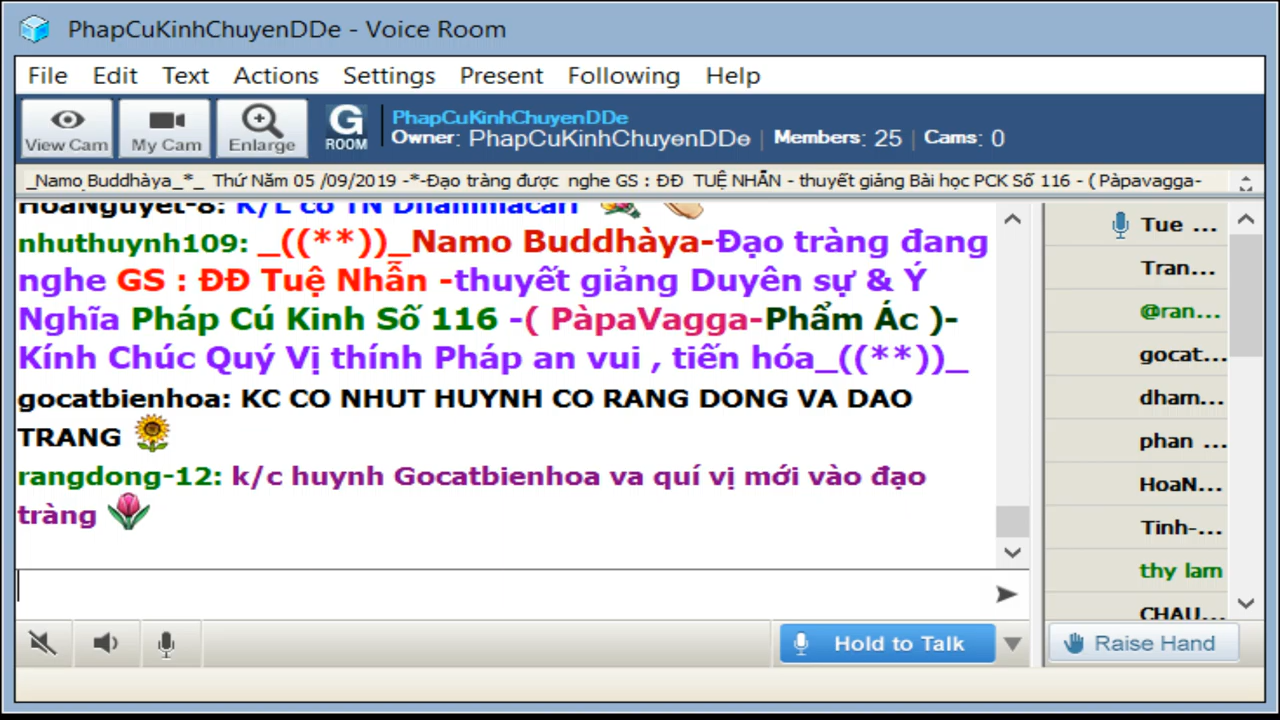 PhapCuKinhChuyenDDe - Voice Room
File Edit Text Actions Settings Present Following Help
View Cam My Cam Enlarge G ROOM
PhapCuKinhChuyenDDe
Owner: PhapCuKinhChuyenDDe | Members: 25 | Cams: 0
_Namo Buddhàya_*_ Thứ Năm 05 /09/2019 -*-Đạo tràng được nghe GS : ĐĐ TUỆ NHẪN - thuyết giảng Bài học PCK Số 116 - ( Pàpavagga-
HoaNguyet-8: K/L co TN Dhammacari
nhuthuynh109: _((**))_Namo Buddhàya-Đạo tràng đang
nghe GS : ĐĐ Tuệ Nhẫn -thuyết giảng Duyên sự & Ý
Nghĩa Pháp Cú Kinh Số 116 -( PàpaVagga-Phẩm Ác )-
Kính Chúc Quý Vị thính Pháp an vui , tiến hóa_((**))_
gocatbienhoa: KC CO NHUT HUYNH CO RANG DONG VA DAO
TRANG
rangdong-12: k/c huynh Gocatbienhoa va quí vị mới vào đạo
tràng
Tue ...
Tran...
@ran...
gocat...
dham...
phan ...
HoaN...
Tinh-...
thy lam
CHAU...
Hold to Talk
Raise Hand